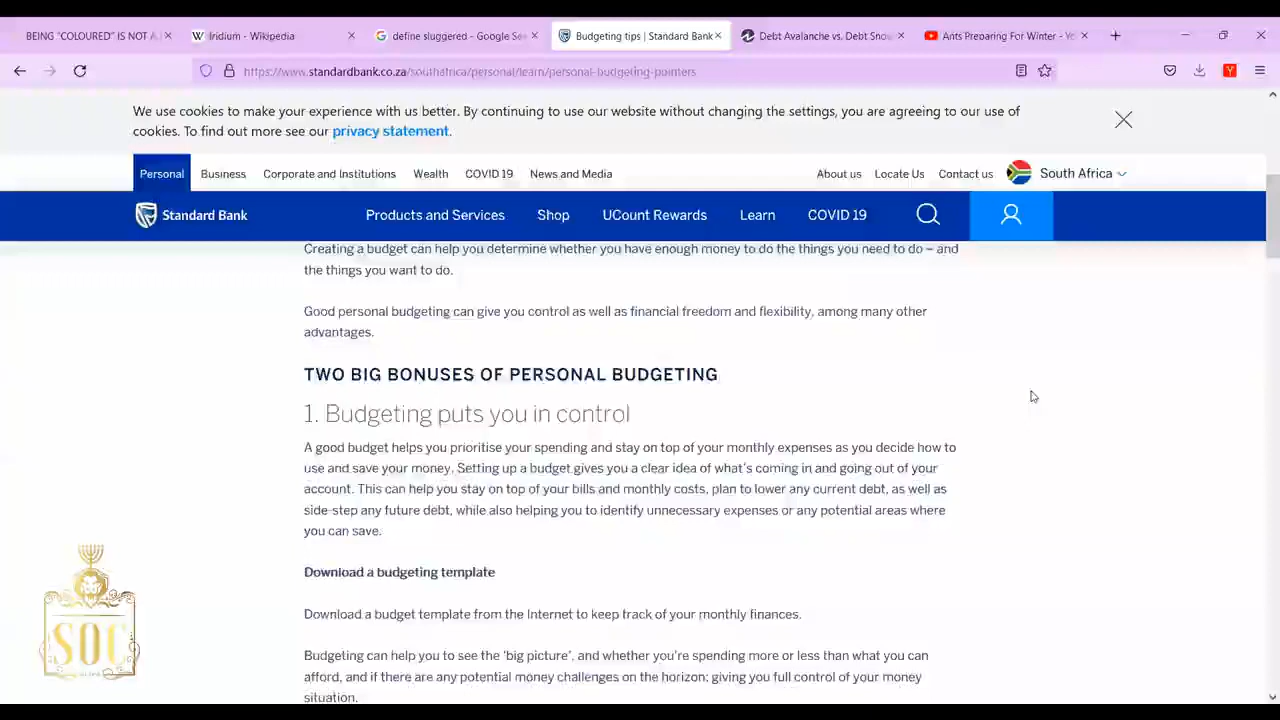 BEING "COLOURED" IS NOT A
Iridium - Wikipedia
define sluggered - Google Se
Budgeting tips | Standard Bank
Debt Avalanche vs. Debt Snow
Ants Preparing For Winter - Yo
https://www.standardbank.co.za/southafrica/personal/learn/personal-budgeting-pointers
We use cookies to make your experience with us better. By continuing to use our website without changing the settings, you are agreeing to our use of
cookies. To find out more see our privacy statement.
Personal Business Corporate and Institutions Wealth COVID 19 News and Media About us Locate Us Contact us South Africa
Standard Bank Products and Services Shop UCount Rewards Learn COVID 19
Creating a budget can help you determine whether you have enough money to do the things you need to do – and
the things you want to do.
Good personal budgeting can give you control as well as financial freedom and flexibility, among many other
advantages.
TWO BIG BONUSES OF PERSONAL BUDGETING
1. Budgeting puts you in control
A good budget helps you prioritise your spending and stay on top of your monthly expenses as you decide how to
use and save your money. Setting up a budget gives you a clear idea of what's coming in and going out of your
account. This can help you stay on top of your bills and monthly costs, plan to lower any current debt, as well as
side-step any future debt, while also helping you to identify unnecessary expenses or any potential areas where
you can save.
Download a budgeting template
Download a budget template from the Internet to keep track of your monthly finances.
Budgeting can help you to see the 'big picture', and whether you're spending more or less than what you can
afford, and if there are any potential money challenges on the horizon; giving you full control of your money
situation.
SOC